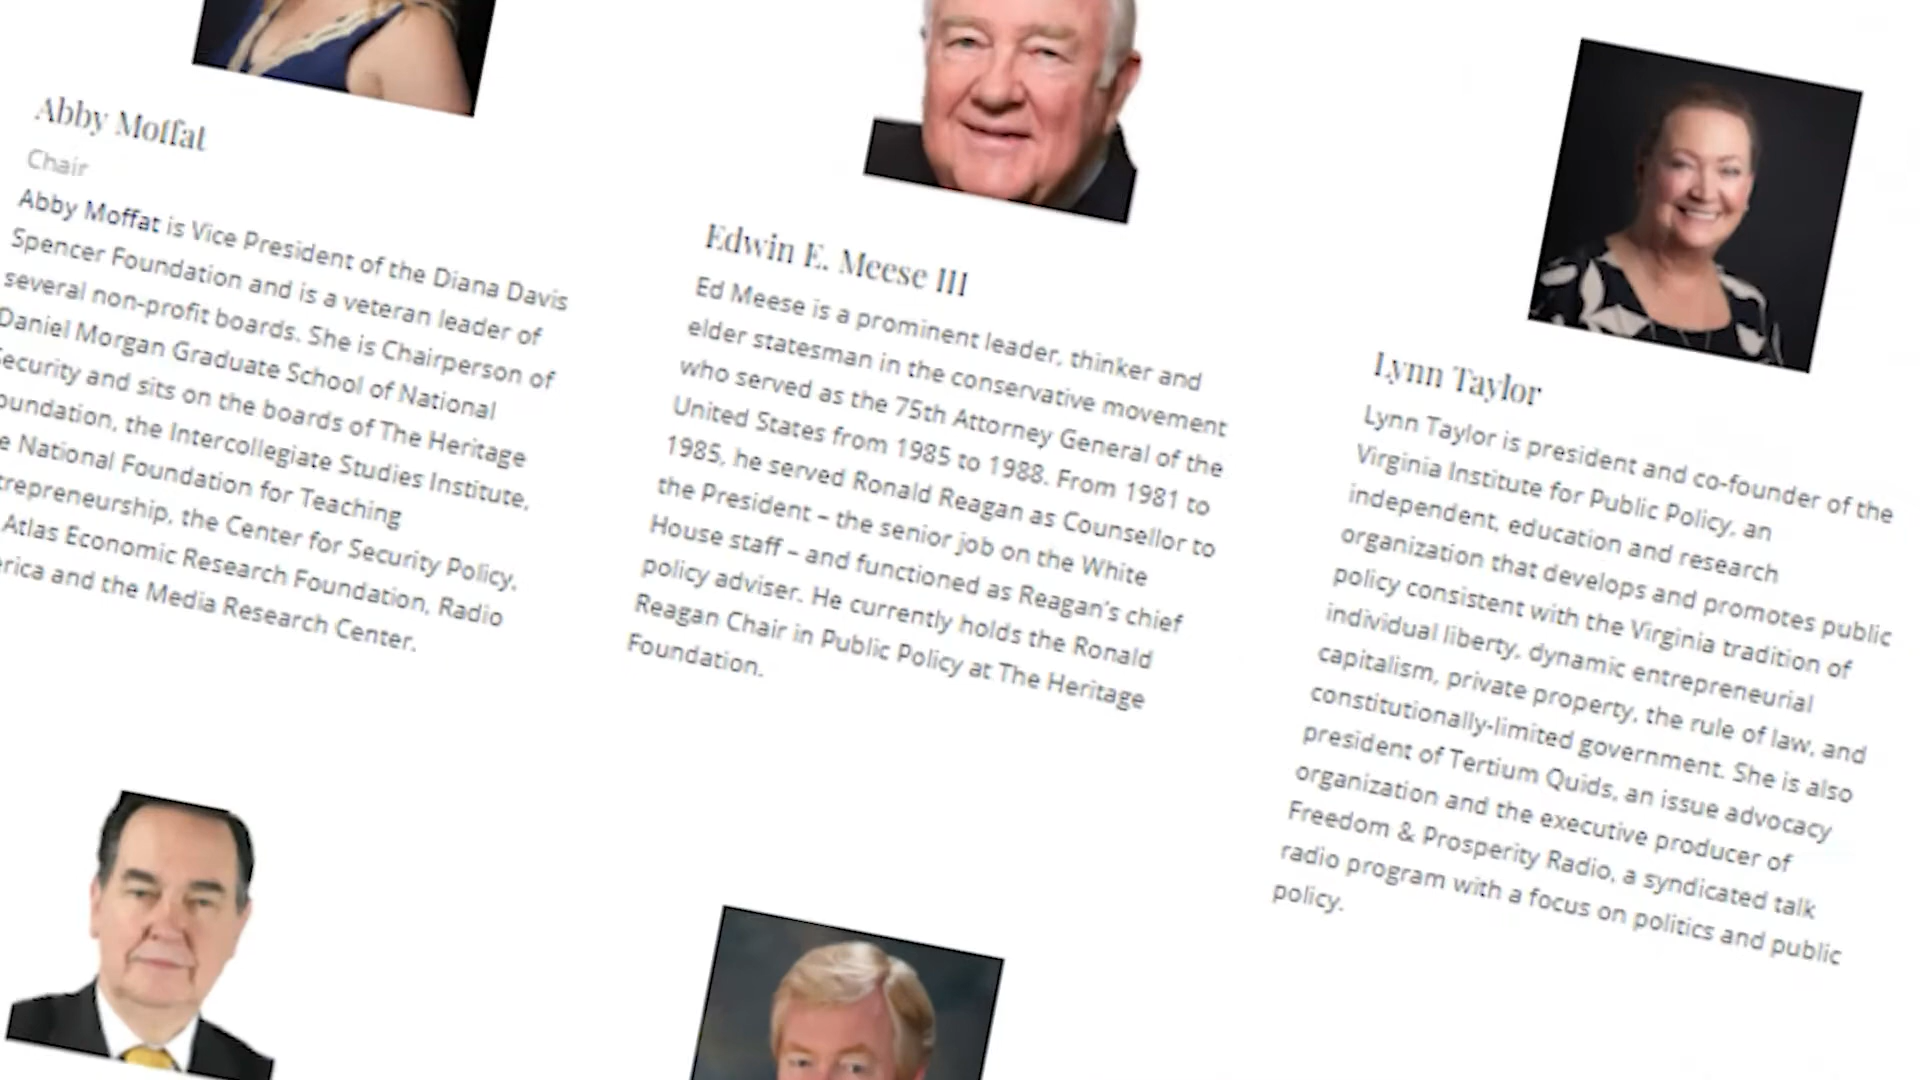 Abby Moffat
Chair
Abby Moffat is Vice President of the Diana Davis
Spencer Foundation and is a veteran leader of
several non-profit boards. She is Chairperson of
Daniel Morgan Graduate School of National
Security and sits on the boards of The Heritage
Foundation, the Intercollegiate Studies Institute,
National Foundation for Teaching
the Center for Security Policy,
Atlas Economic Research Foundation, Radio
and the Media Research Center.
Edwin E. Meese III
Ed Meese is a prominent leader, thinker and
elder statesman in the conservative movement
who served as the 75th Attorney General of the
United States from 1985 to 1988. From 1981 to
1985, he served Ronald Reagan as Counsellor to
the President – the senior job on the White
House staff – and functioned as Reagan's chief
policy adviser. He currently holds the Ronald
Reagan Chair in Public Policy at The Heritage
Foundation.
Lynn Taylor
Lynn Taylor is president and co-founder of the
Virginia Institute for Public Policy, an
independent, education and research
organization that develops and promotes public
policy consistent with the Virginia tradition of
individual liberty, dynamic entrepreneurial
capitalism, private property, the rule of law, and
constitutionally-limited government. She is also
president of Tertium Quids, an issue advocacy
organization and the executive producer of
Freedom & Prosperity Radio, a syndicated talk
radio program with a focus on politics and public
policy.